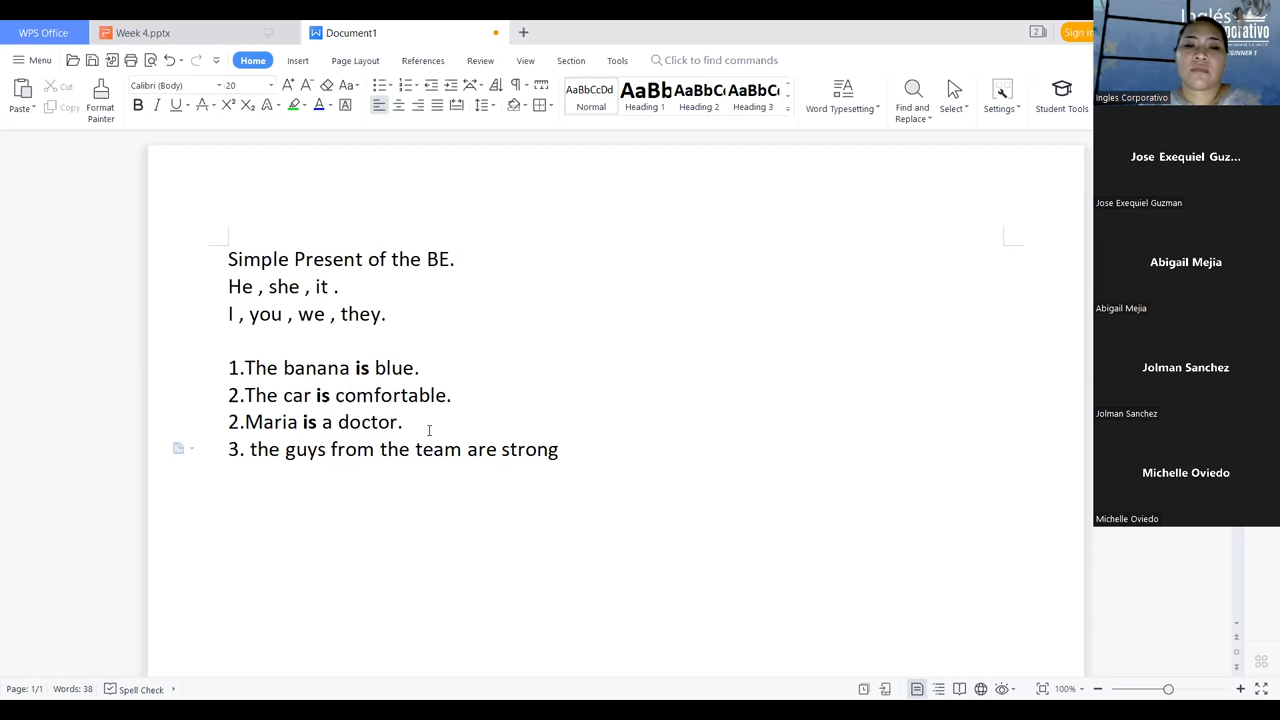 WPS Office
Week 4.pptx
Document1
Sign in
Menu
Home
Insert
Page Layout
References
Review
View
Section
Tools
Click to find commands
Paste
Cut
Copy
Format Painter
Calibri (Body)
20
AaBbCcDd
Normal
AaBb
Heading 1
AaBbC
Heading 2
AaBbC
Heading 3
Word Typesetting
Find and Replace
Select
Settings
Student Tools
Simple Present of the BE.
He , she , it .
I , you , we , they.
1.The banana is blue.
2.The car is comfortable.
2.Maria is a doctor.
3. the guys from the team are strong
Inglés
Ingles Corporativo
Jose Exequiel Guz...
Jose Exequiel Guzman
Abigail Mejia
Abigail Mejia
Jolman Sanchez
Jolman Sanchez
Michelle Oviedo
Michelle Oviedo
Page: 1/1
Words: 38
Spell Check
100%